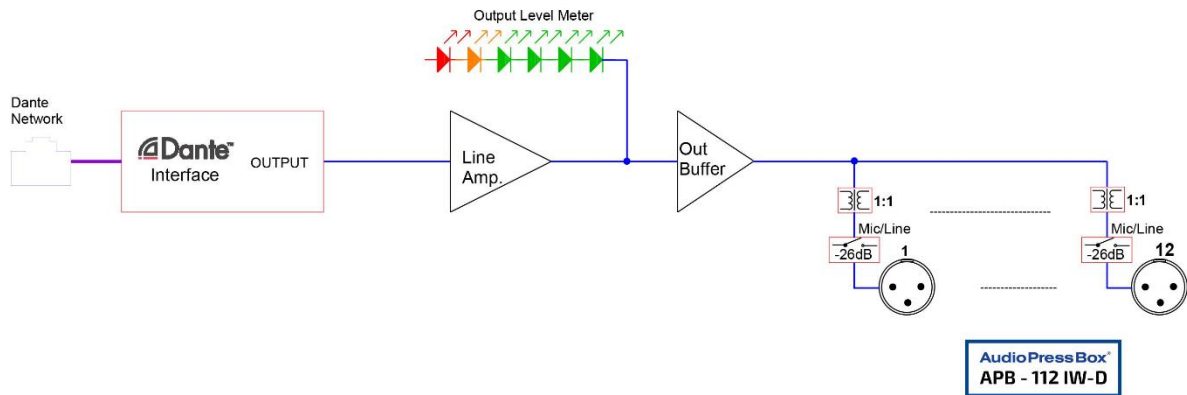 Output Level Meter
Dante
Network
Dante™
Interface
OUTPUT
Line
Amp.
Out
Buffer
1:1
1:1
Mic/Line
-26dB
1
Mic/Line
-26dB
12
AudioPressBox®
APB - 112 IW-D